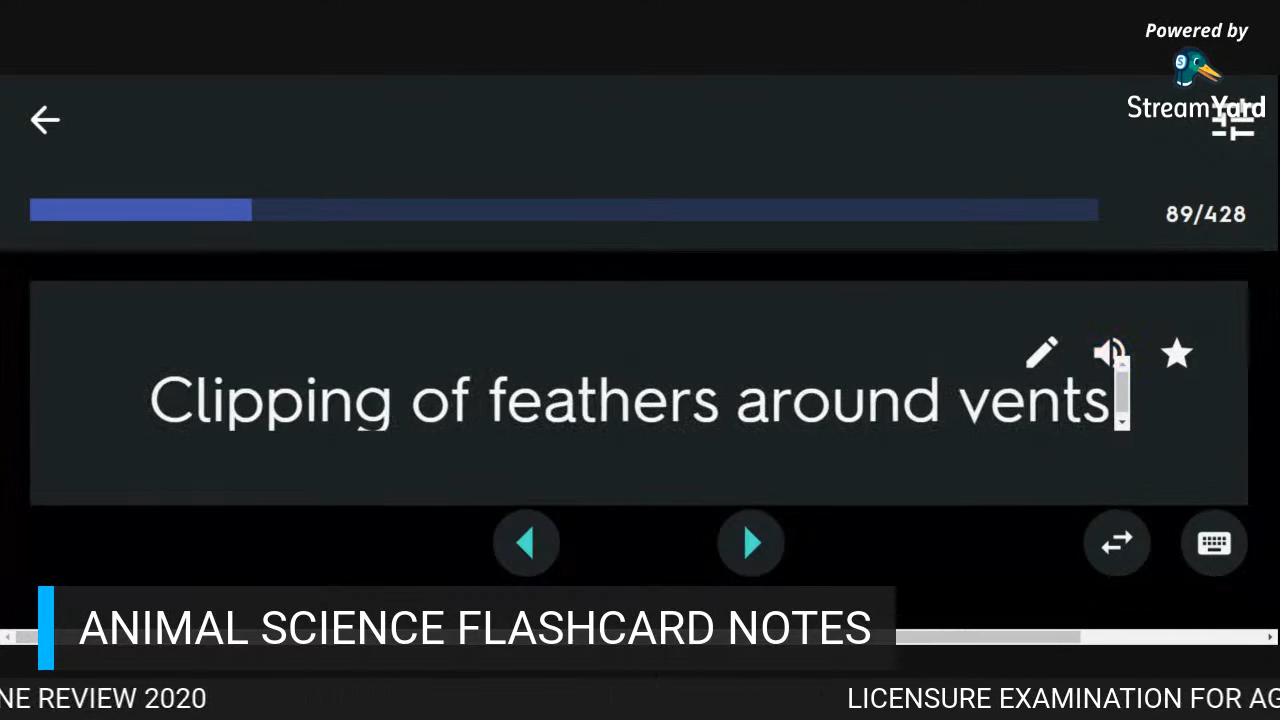 Powered by
StreamYard
89/428
Clipping of feathers around vents
ANIMAL SCIENCE FLASHCARD NOTES
NE REVIEW 2020
LICENSURE EXAMINATION FOR AG